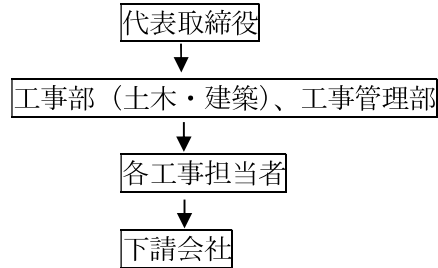 代表取締役
工事部（土木・建築）、工事管理部
各工事担当者
下請会社